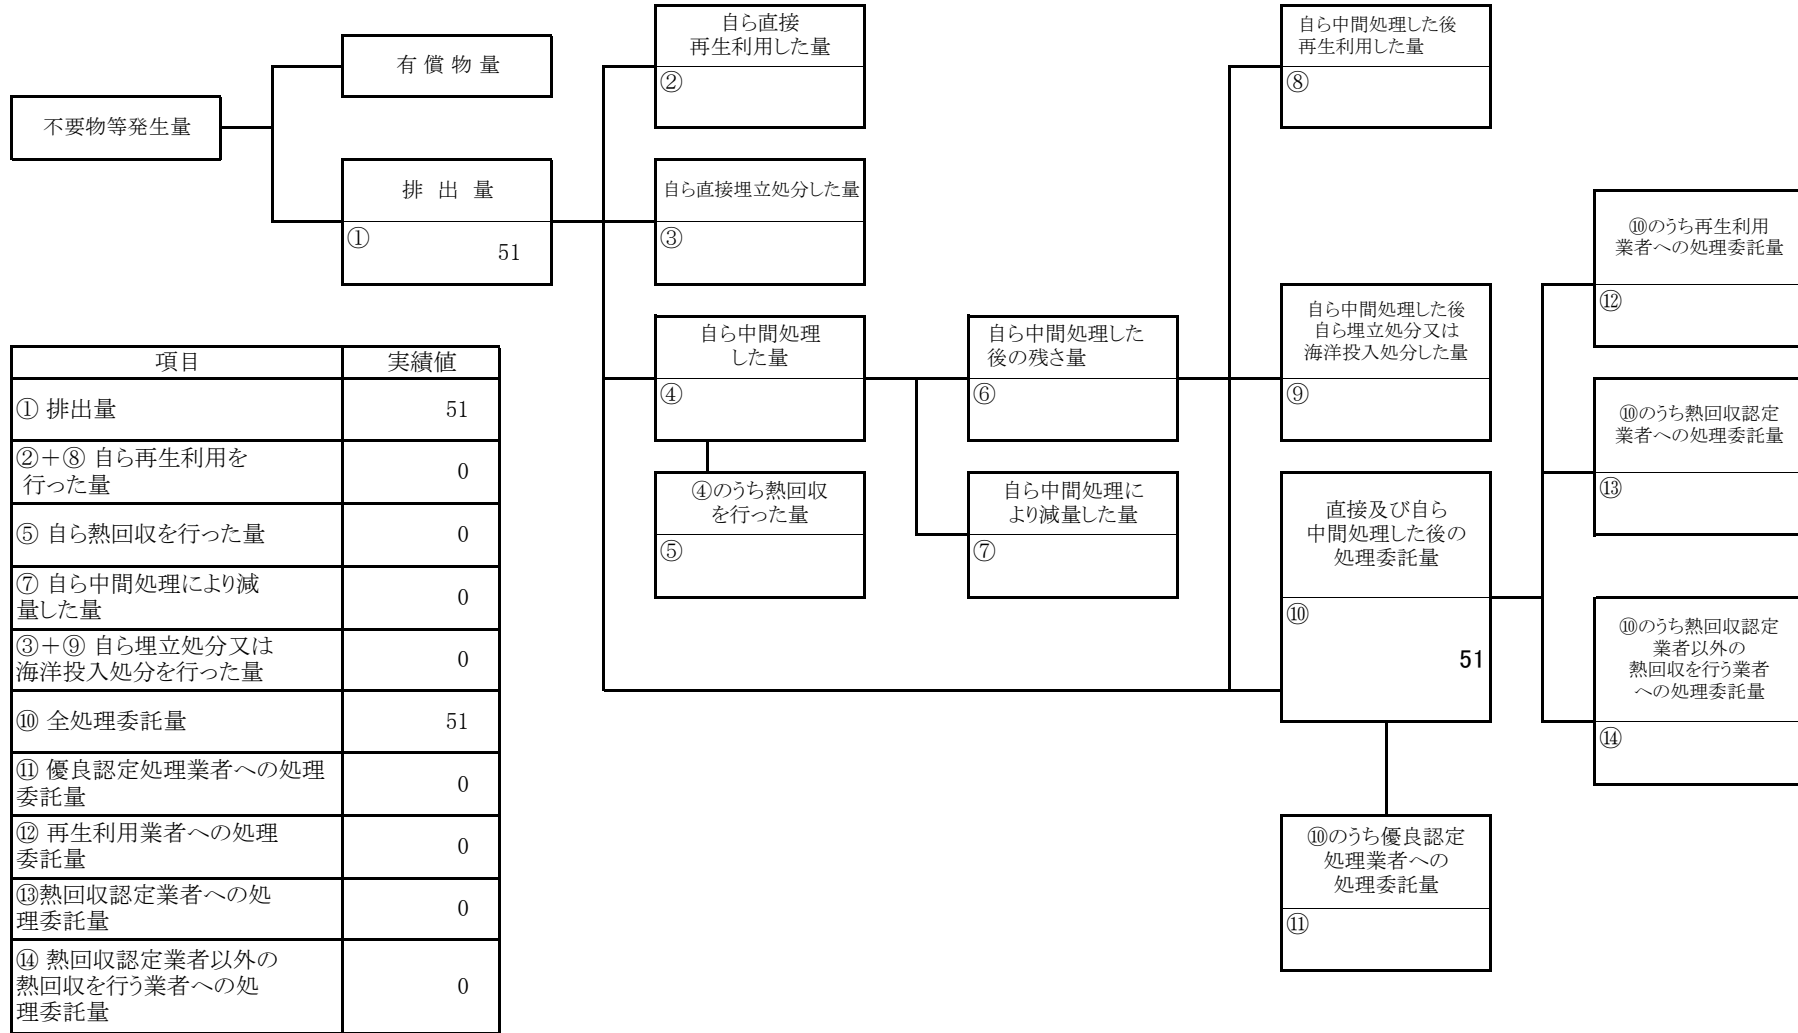 不要物等発生量
有 償 物 量
排　出　量
①
51
自ら直接
再生利用した量
②
自ら直接埋立処分した量
③
自ら中間処理
した量
④
④のうち熱回収
を行った量
⑤
自ら中間処理した
後の残さ量
⑥
自ら中間処理に
より減量した量
⑦
自ら中間処理した後
再生利用した量
⑧
自ら中間処理した後
自ら埋立処分又は
海洋投入処分した量
⑨
直接及び自ら
中間処理した後の
処理委託量
⑩
51
⑩のうち優良認定
処理業者への
処理委託量
⑪
⑩のうち再生利用
業者への処理委託量
⑫
⑩のうち熱回収認定
業者への処理委託量
⑬
⑩のうち熱回収認定
業者以外の
熱回収を行う業者
への処理委託量
⑭
項目 実績値
① 排出量 51
②＋⑧ 自ら再生利用を
行った量 0
⑤ 自ら熱回収を行った量 0
⑦ 自ら中間処理により減
量した量 0
③＋⑨ 自ら埋立処分又は
海洋投入処分を行った量 0
⑩ 全処理委託量 51
⑪ 優良認定処理業者への処理
委託量 0
⑫ 再生利用業者への処理
委託量 0
⑬熱回収認定業者への処
理委託量 0
⑭ 熱回収認定業者以外の
熱回収を行う業者への処
理委託量 0